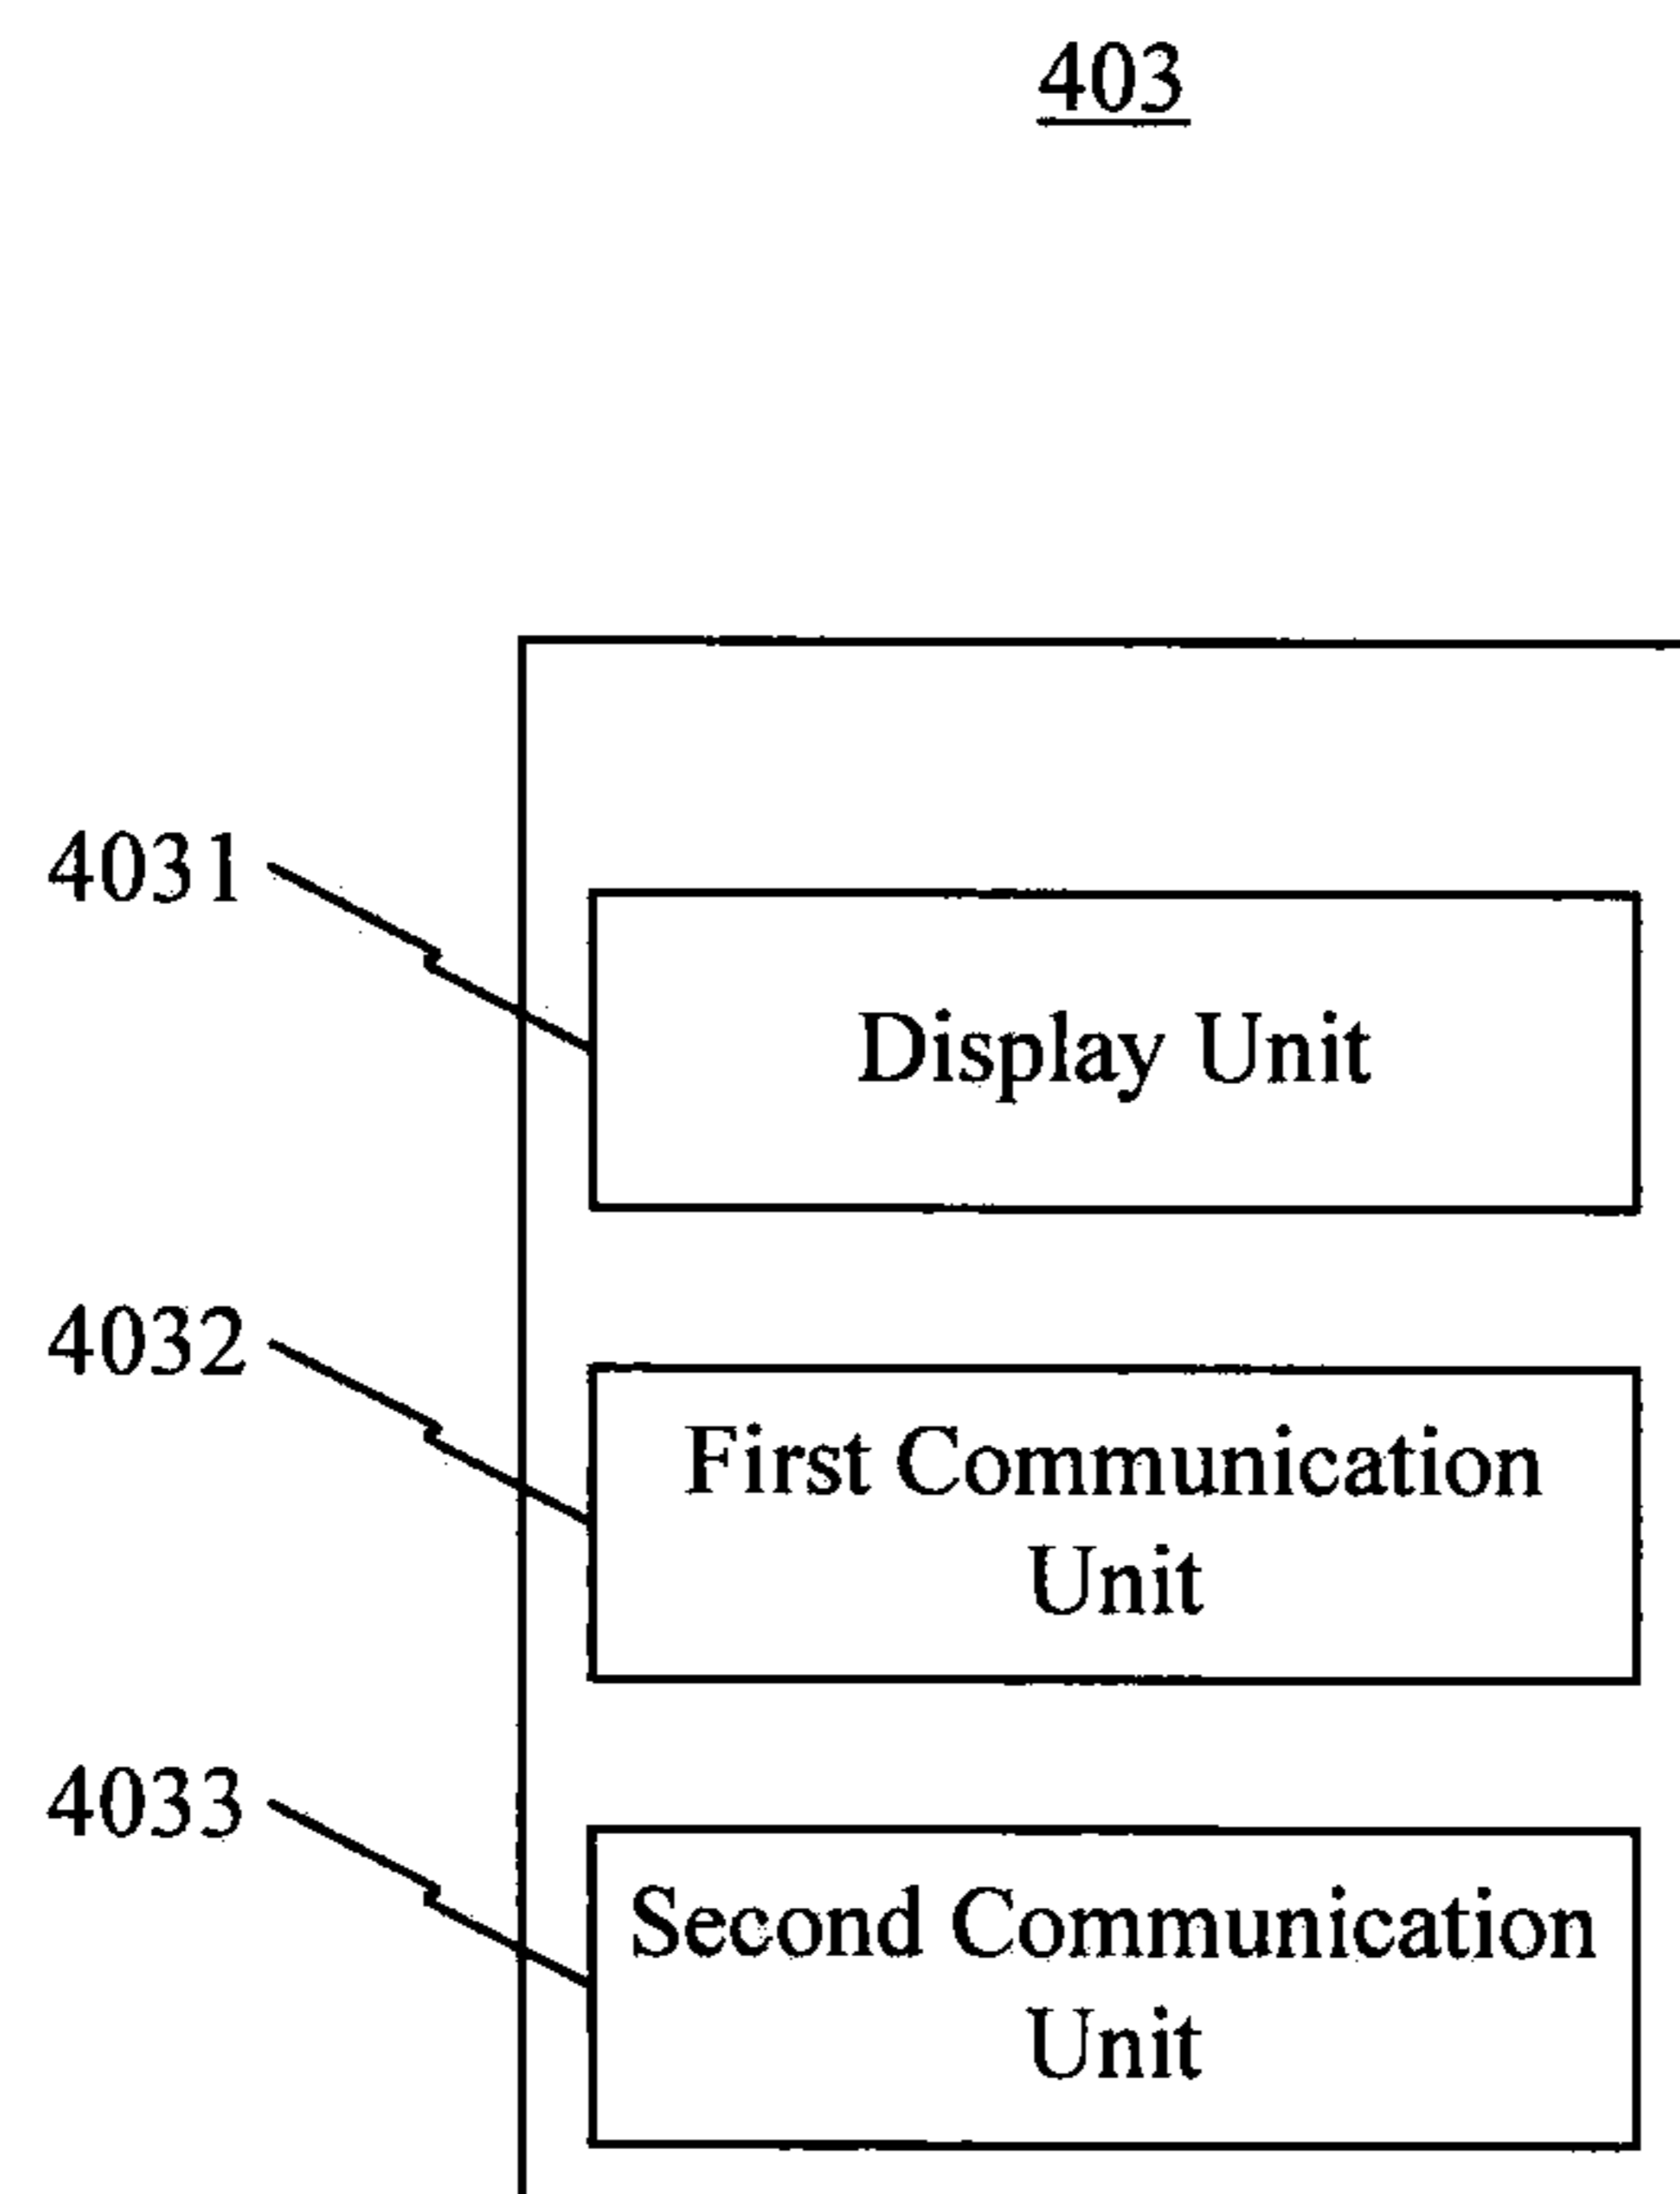 403
4031
Display Unit
4032
First Communication
Unit
4033
Second Communication
Unit